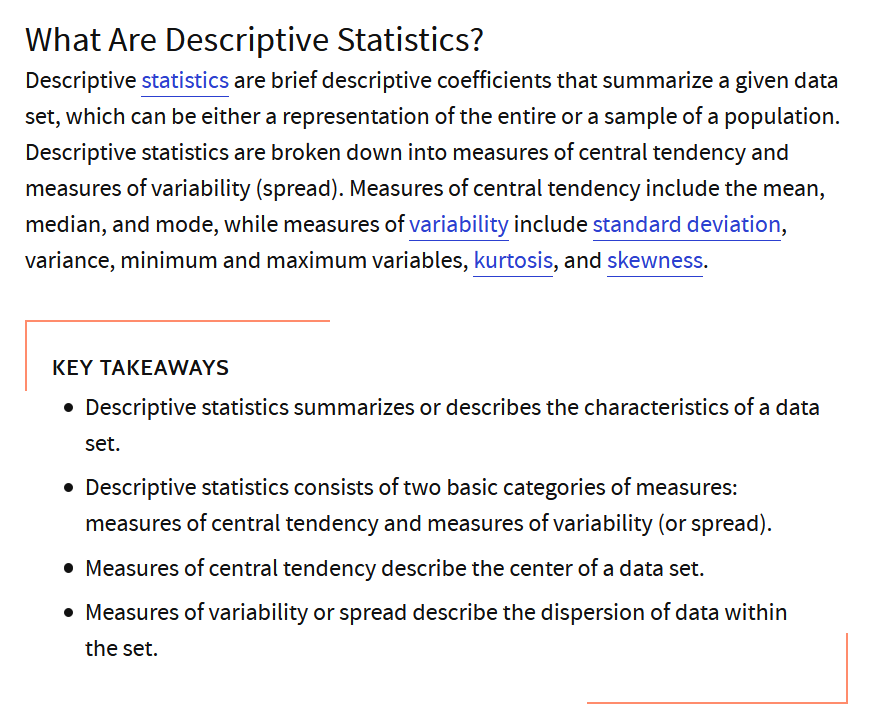 What Are Descriptive Statistics?
Descriptive statistics are brief descriptive coefficients that summarize a given data
set, which can be either a representation of the entire or a sample of a population.
Descriptive statistics are broken down into measures of central tendency and
measures of variability (spread). Measures of central tendency include the mean,
median, and mode, while measures of variability include standard deviation,
variance, minimum and maximum variables, kurtosis, and skewness.
KEY TAKEAWAYS
• Descriptive statistics summarizes or describes the characteristics of a data
set.
• Descriptive statistics consists of two basic categories of measures:
measures of central tendency and measures of variability (or spread).
• Measures of central tendency describe the center of a data set.
• Measures of variability or spread describe the dispersion of data within
the set.